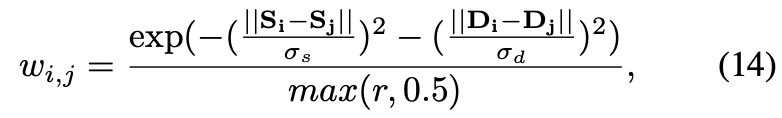 w_{i,j} = \frac{\exp(-(\frac{||\mathbf{S_i}-\mathbf{S_j}||}{\sigma_s})^2 - (\frac{||\mathbf{D_i}-\mathbf{D_j}||}{\sigma_d})^2)}{max(r, 0.5)}, (14)